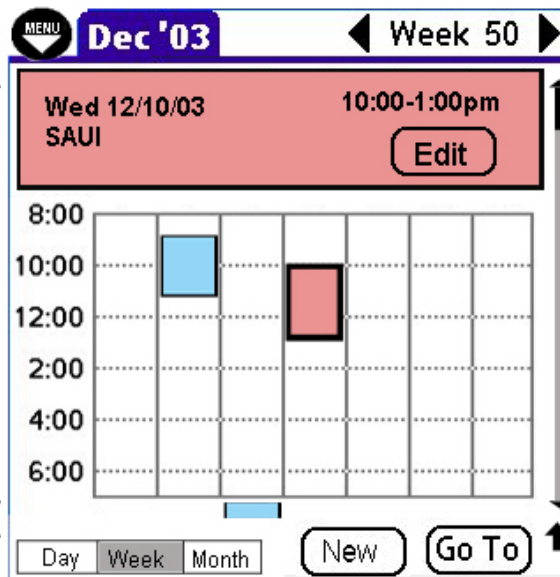 MENU
Dec '03
Week 50
Wed 12/10/03
10:00-1:00pm
SAUI
Edit
8:00
10:00
12:00
2:00
4:00
6:00
Day Week Month
New
Go To